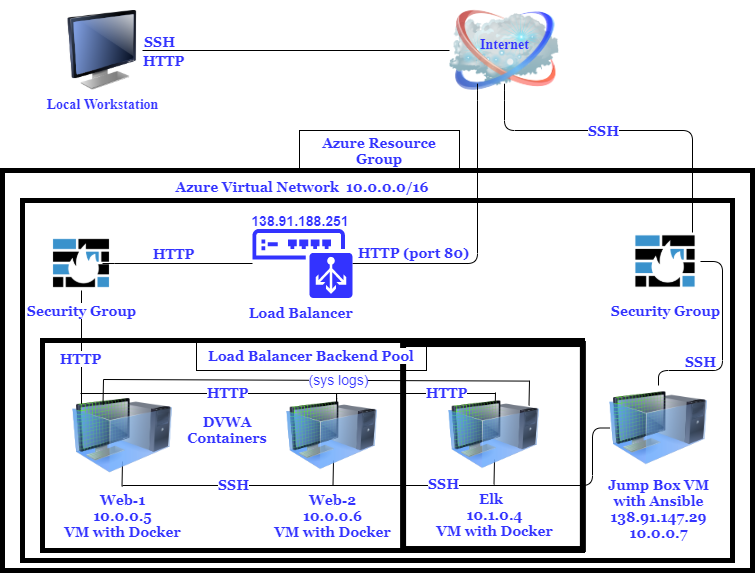 SSH
HTTP
Internet
Local Workstation
SSH
Azure Resource
Group
Azure Virtual Network 10.0.0.0/16
138.91.188.251
HTTP
HTTP (port 80)
Security Group
Load Balancer
Security Group
HTTP
Load Balancer Backend Pool
SSH
(sys logs)
HTTP
HTTP
DVWA
Containers
SSH
SSH
Web-1
10.0.0.5
VM with Docker
Web-2
10.0.0.6
VM with Docker
Elk
10.1.0.4
VM with Docker
Jump Box VM
with Ansible
138.91.147.29
10.0.0.7